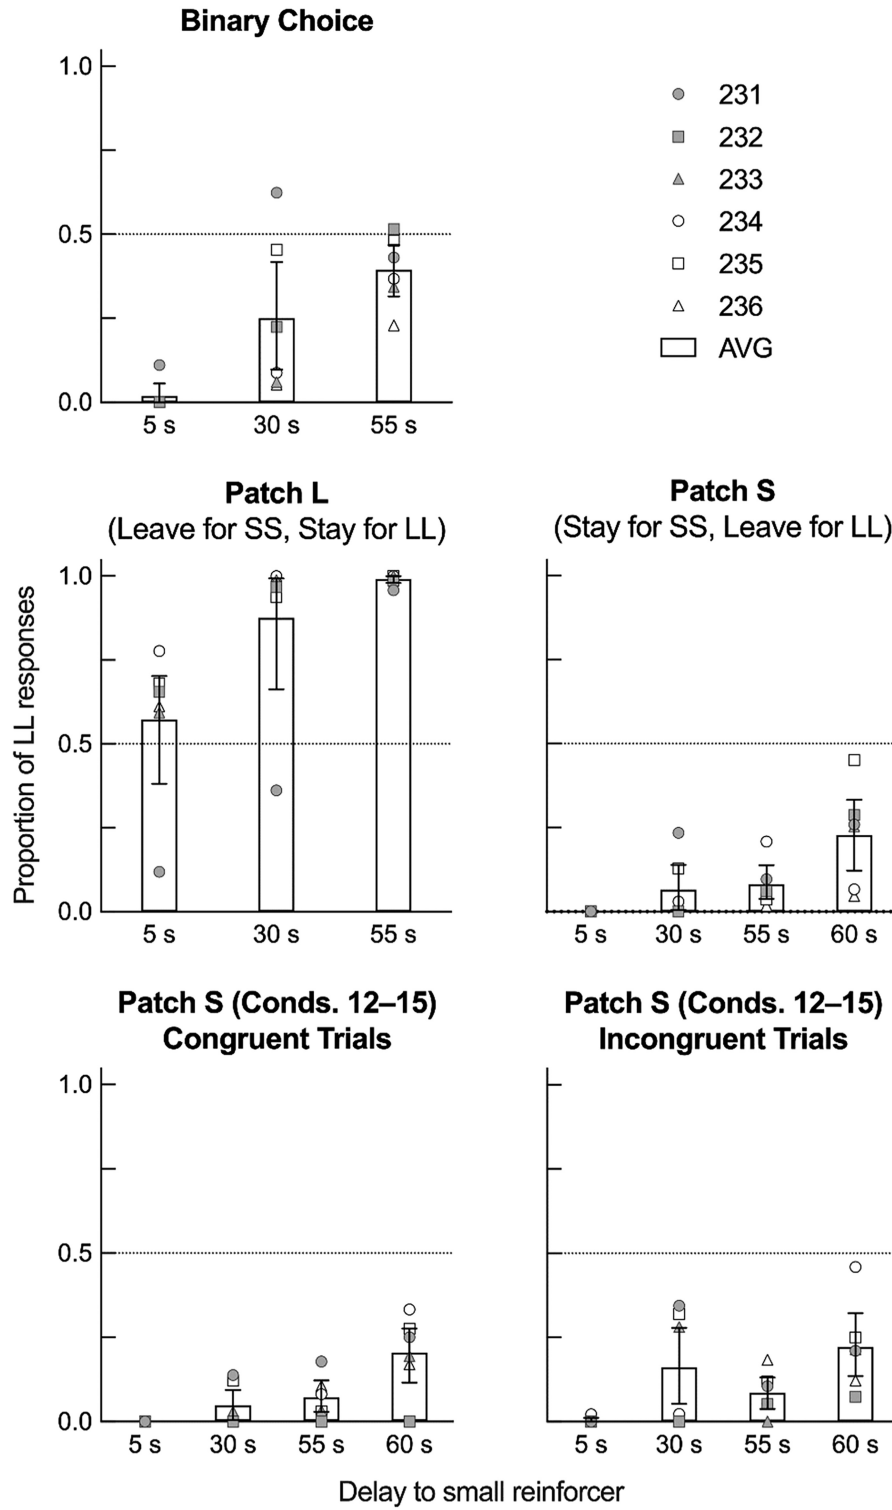 Binary Choice
1.0
0.5
0.0
5 s 30 s 55 s
231
232
233
234
235
236
AVG
Patch L
(Leave for SS, Stay for LL)
1.0
0.5
0.0
5 s 30 s 55 s
Patch S
(Stay for SS, Leave for LL)
5 s 30 s 55 s 60 s
Proportion of LL responses
Patch S (Conds. 12–15)
Congruent Trials
1.0
0.5
0.0
5 s 30 s 55 s 60 s
Patch S (Conds. 12–15)
Incongruent Trials
5 s 30 s 55 s 60 s
Delay to small reinforcer